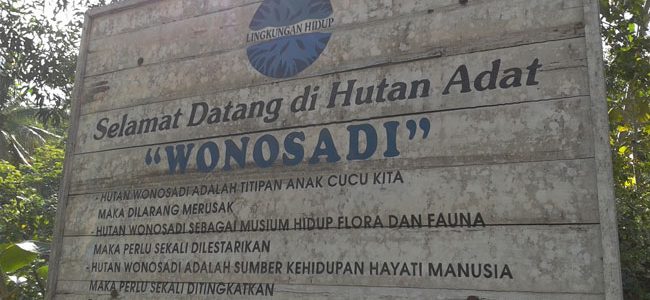 LINGKUNGAN HIDUP
Selamat Datang di Hutan Adat
"WONOSADI"
- HUTAN WONOSADI ADALAH TITIPAN ANAK CUCU KITA
MAKA DILARANG MERUSAK
- HUTAN WONOSADI SEBAGAI MUSIUM HIDUP FLORA DAN FAUNA
MAKA PERLU SEKALI DILESTARIKAN
- HUTAN WONOSADI ADALAH SUMBER KEHIDUPAN HAYATI MANUSIA
MAKA PERLU SEKALI DITINGKATKAN